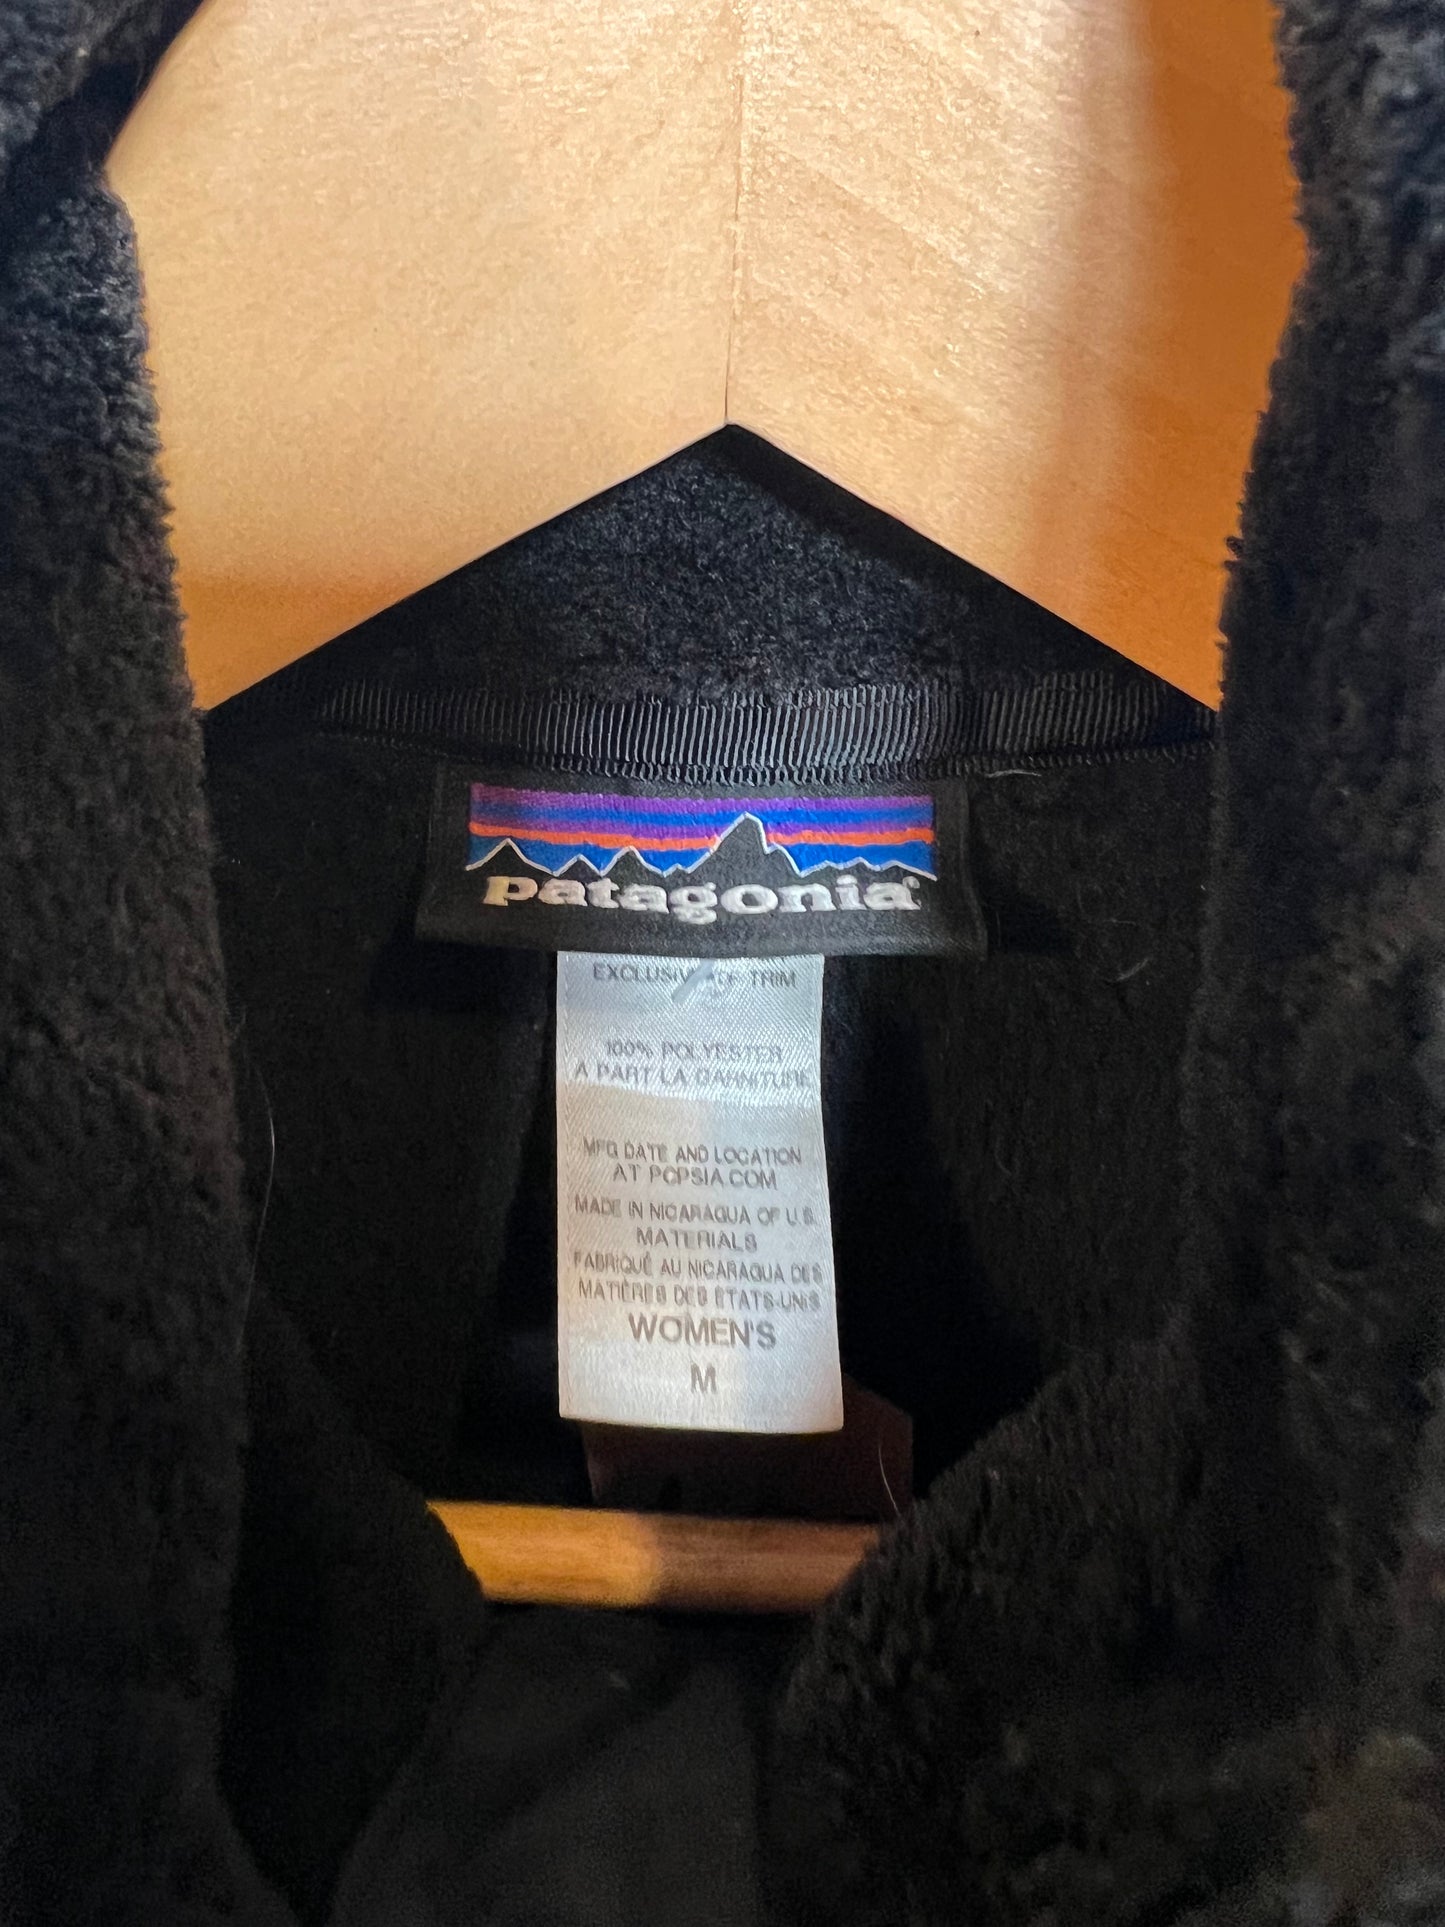 patagonia®
EXCLUSIVE OF TRIM
100% POLYESTER
A PART LA GARNITURE
MFG DATE AND LOCATION
AT PCPSIA.COM
MADE IN NICARAGUA OF U.S.
MATERIALS
FABRIQUÉ AU NICARAGUA DES
MATIÈRES DES ÉTATS-UNIS
WOMEN'S
M